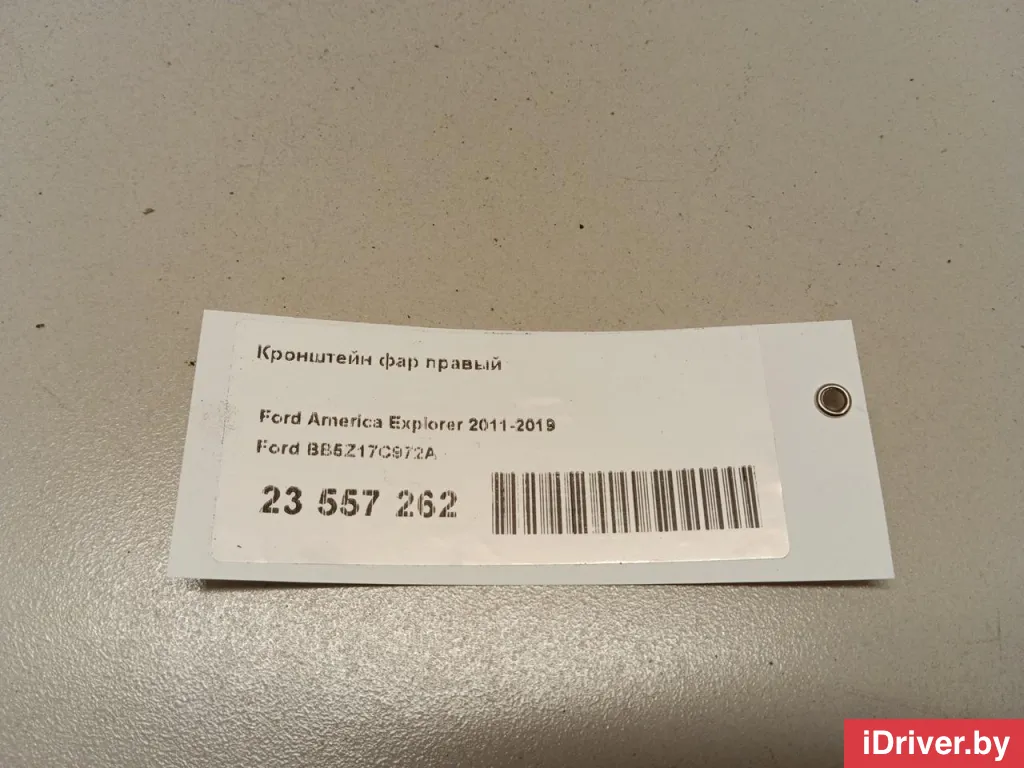 Кронштейн фар правый
Ford America Explorer 2011-2019
Ford BB5Z17C972A
23 557 262
iDriver.by